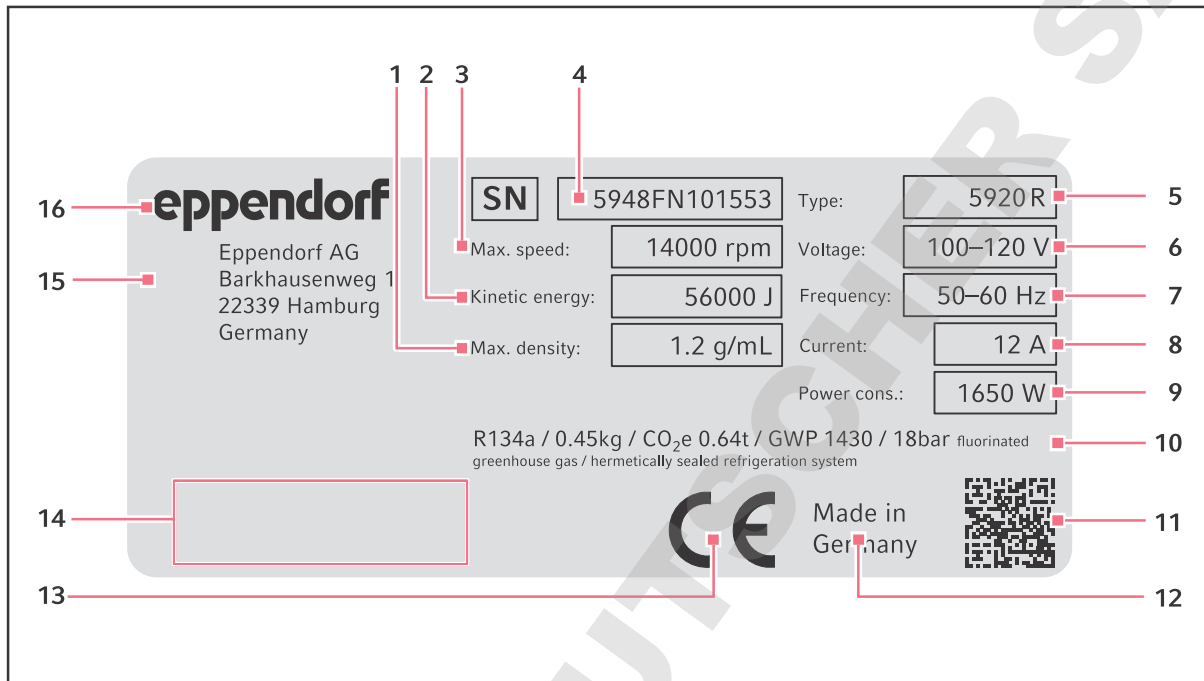 1 2 3 4
16 eppendorf SN 5948FN101553 Type: 5920 R 5
15 Eppendorf AG Max. speed: 14000 rpm Voltage: 100–120 V 6
Barkhausenweg 1
22339 Hamburg Kinetic energy: 56000 J Frequency: 50–60 Hz 7
Germany Max. density: 1.2 g/mL Current: 12 A 8
Power cons.: 1650 W 9
R134a / 0.45kg / CO₂e 0.64t / GWP 1430 / 18bar fluorinated 10
greenhouse gas / hermetically sealed refrigeration system
14 CE Made in 11
Germany
13 12